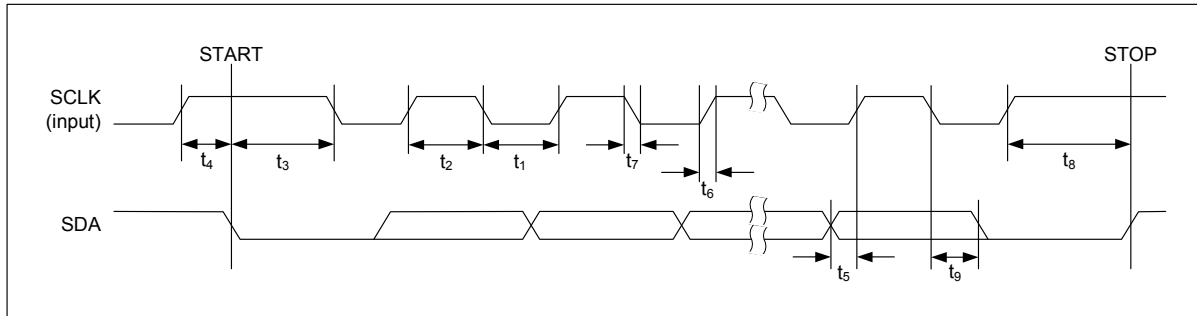 START
STOP
SCLK
(input)
t4
t3
t2
t1
t7
t6
t8
SDA
t5
t9